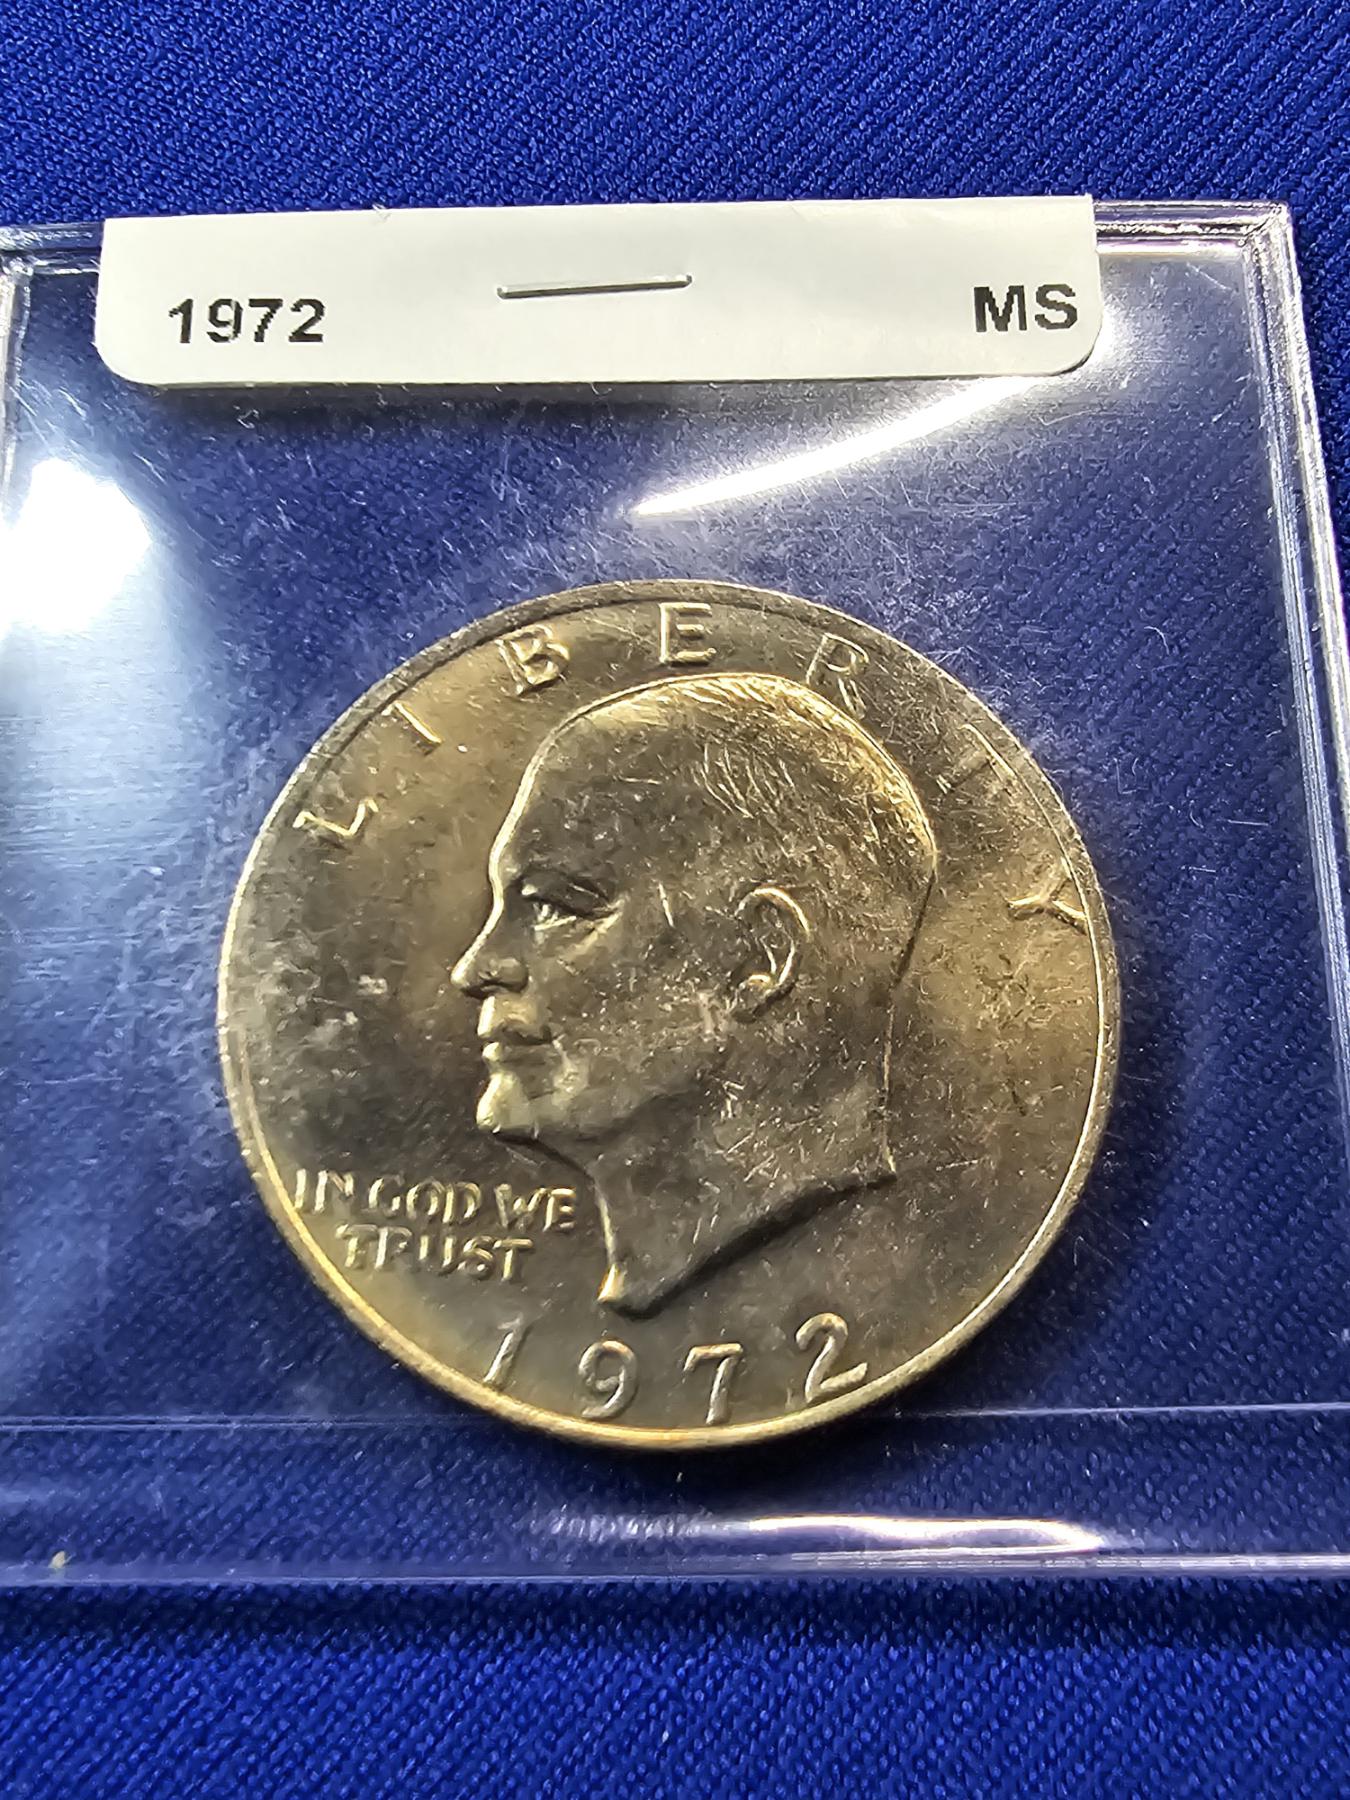 1972 MS
LIBERTY
IN GOD WE
TRUST
1972